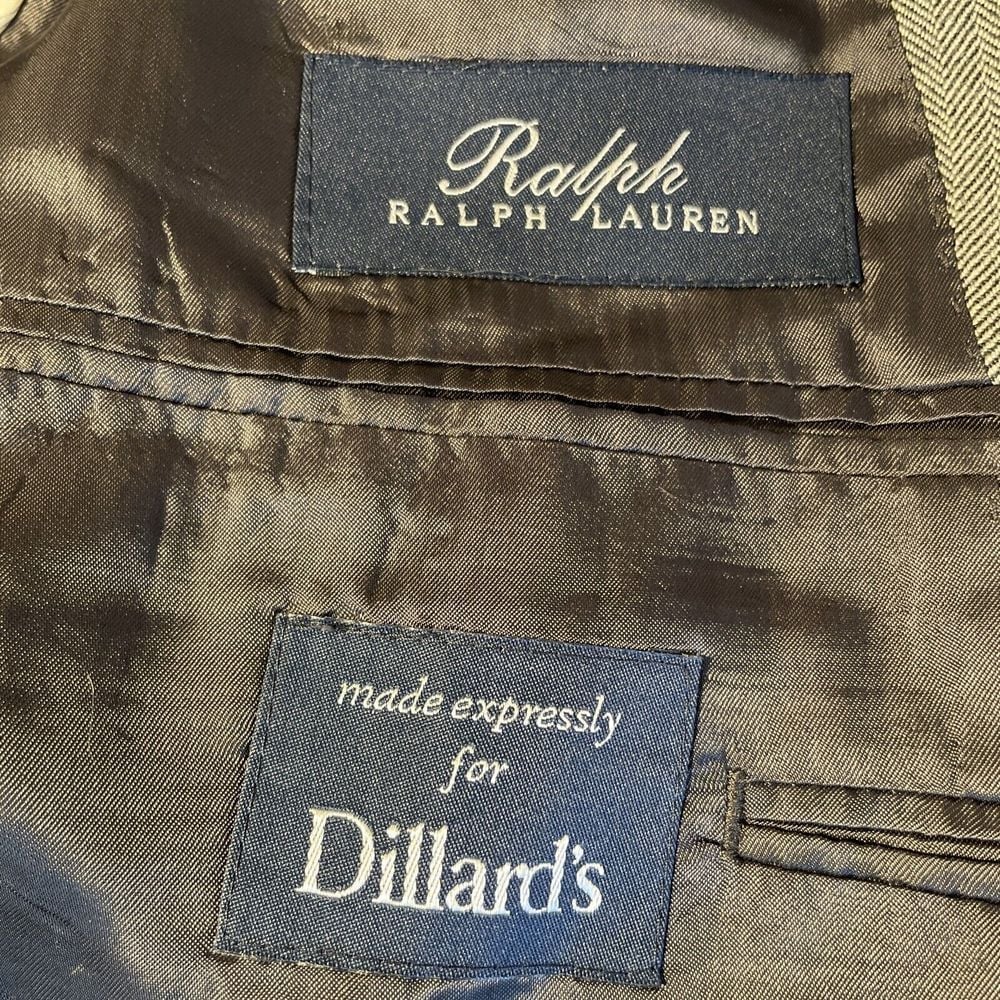 Ralph
RALPH LAUREN
made expressly
for
Dillard's